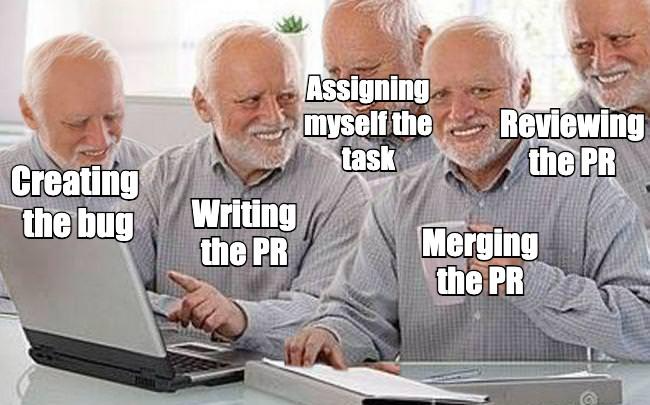 Creating
the bug
Writing
the PR
Assigning
myself the
task
Merging
the PR
Reviewing
the PR